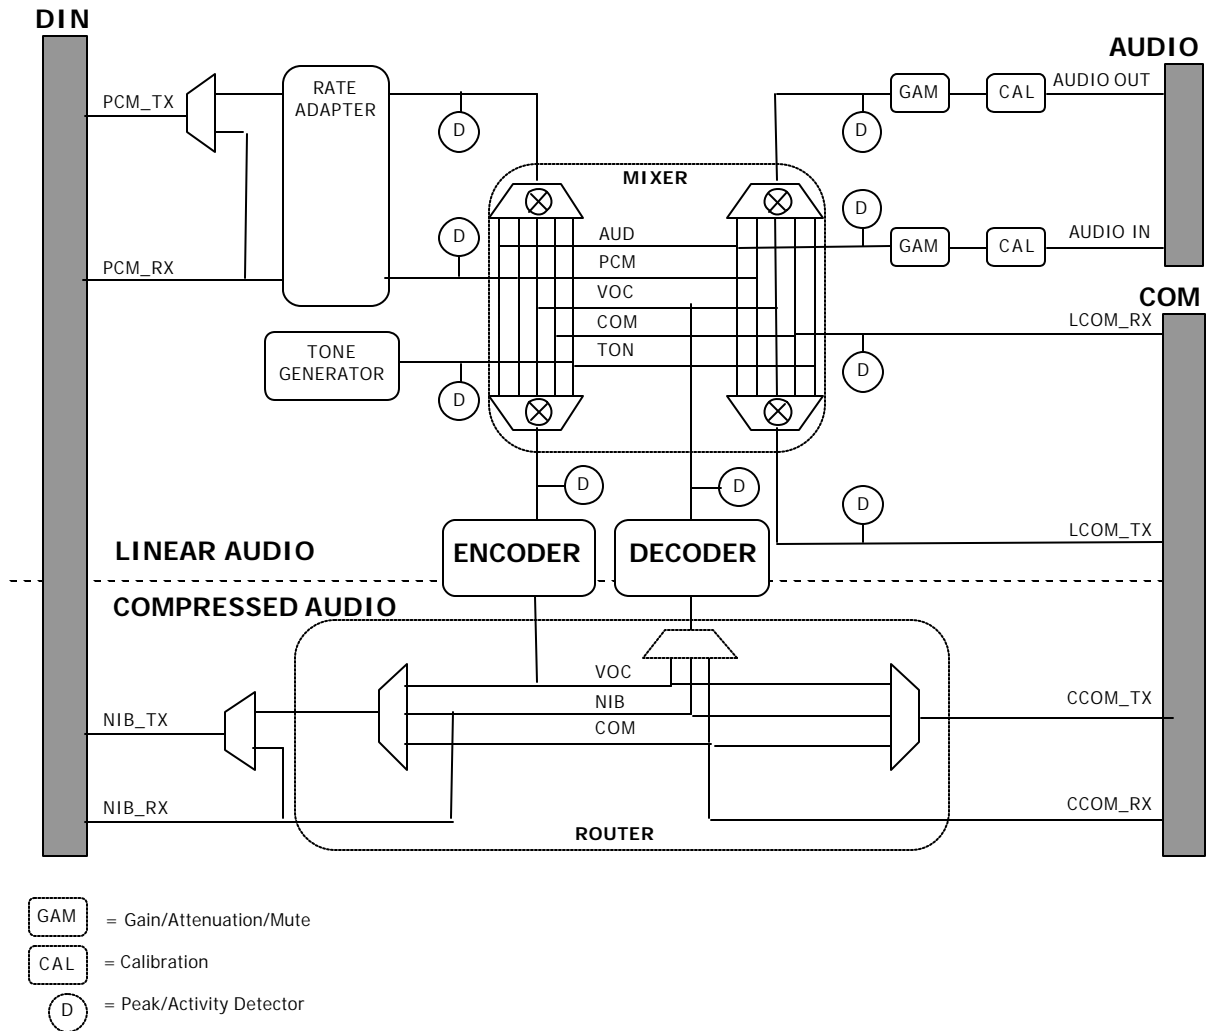 DIN
AUDIO
PCM_TX
RATE
ADAPTER
D
D
GAM
CAL
AUDIO OUT
MIXER
D
D
GAM
CAL
AUDIO IN
AUD
PCM_RX
PCM
VOC
COM
COM
LCOM_RX
TONE
GENERATOR
TON
D
D
D
D
D
LCOM_TX
LINEAR AUDIO
ENCODER
DECODER
COMPRESSED AUDIO
VOC
NIB
COM
NIB_TX
CCOM_TX
NIB_RX
CCOM_RX
ROUTER
GAM
= Gain/Attenuation/Mute
CAL
= Calibration
D
= Peak/Activity Detector